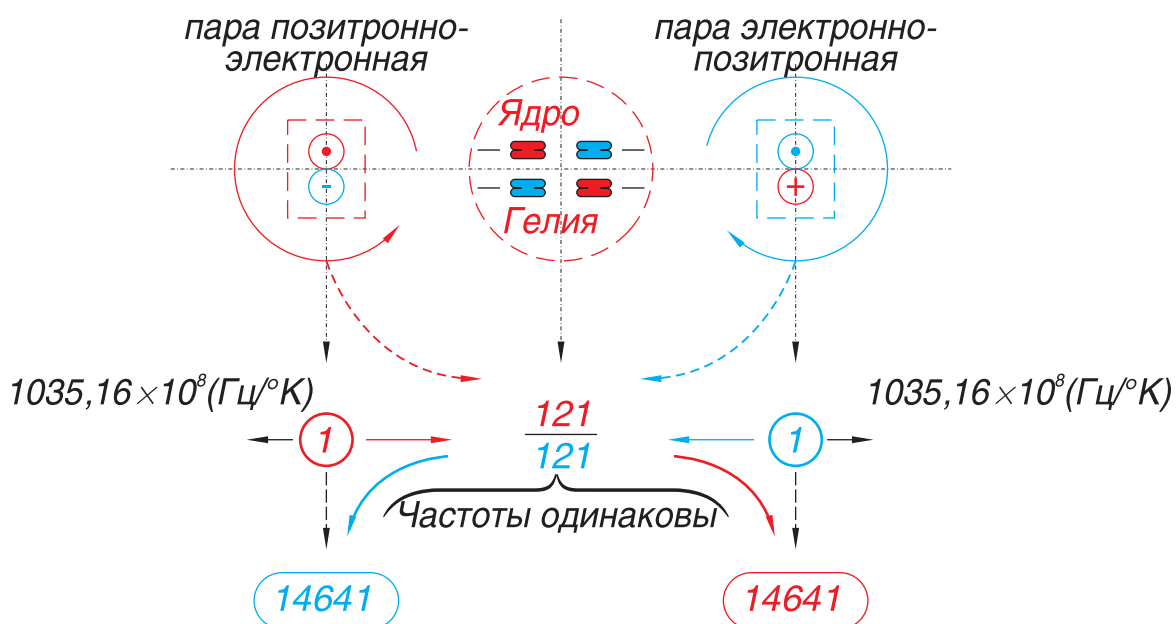 пара позитронно-
электронная
пара электронно-
позитронная
Ядро
Гелия
-
+
1035,16×10⁸(Гц/°К)
1035,16×10⁸(Гц/°К)
1
121
121
1
Частоты одинаковы
14641
14641